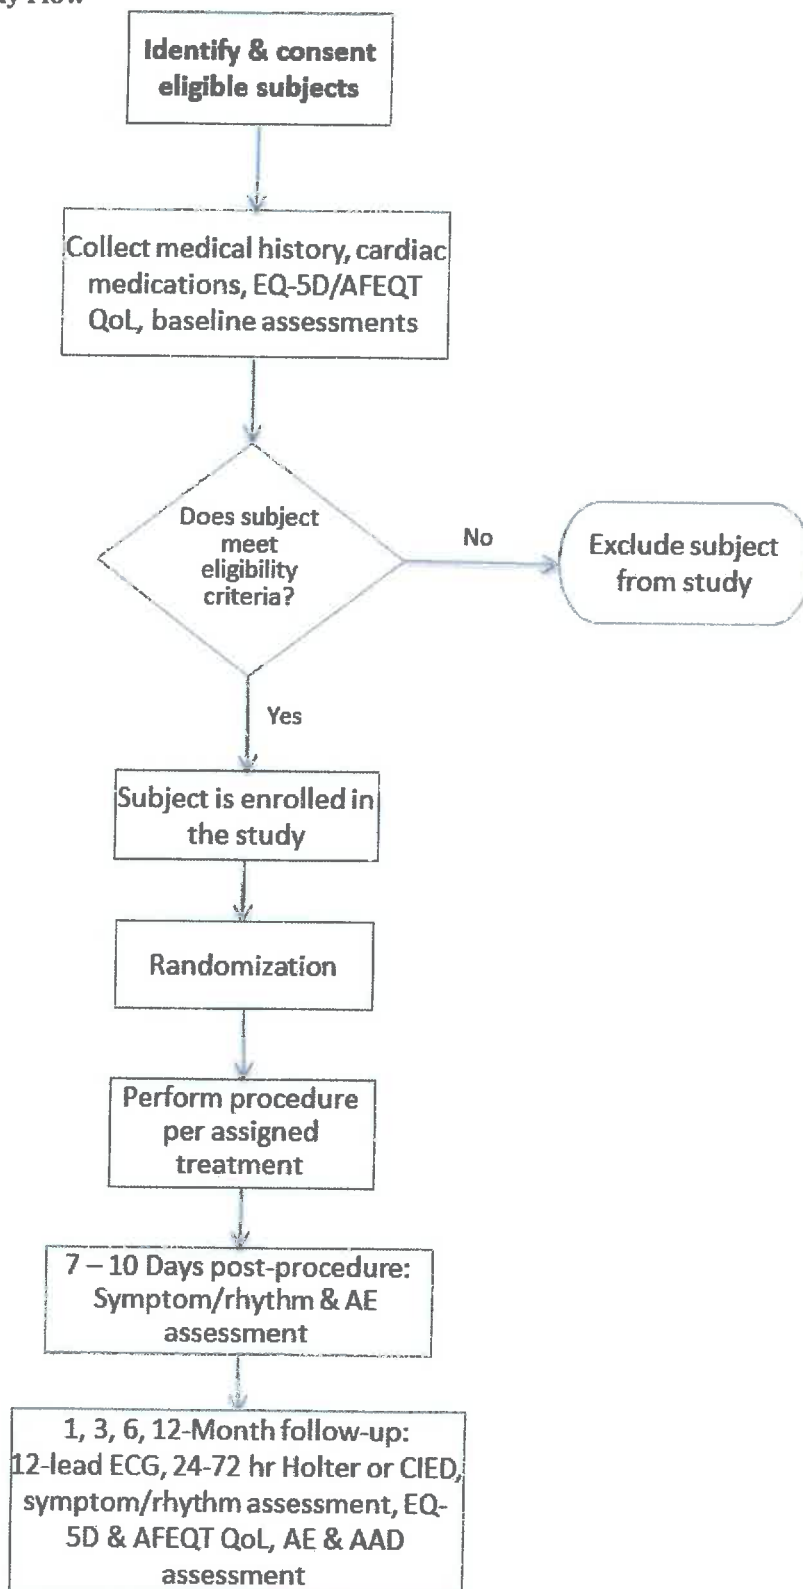 Identify & consent
eligible subjects
Collect medical history, cardiac
medications, EQ-5D/AFEQT
QoL, baseline assessments
Does subject
meet
eligibility
criteria?
No
Exclude subject
from study
Yes
Subject is enrolled in
the study
Randomization
Perform procedure
per assigned
treatment
7 – 10 Days post-procedure:
Symptom/rhythm & AE
assessment
1, 3, 6, 12-Month follow-up:
12-lead ECG, 24-72 hr Holter or CIED,
symptom/rhythm assessment, EQ-
5D & AFEQT QoL, AE & AAD
assessment